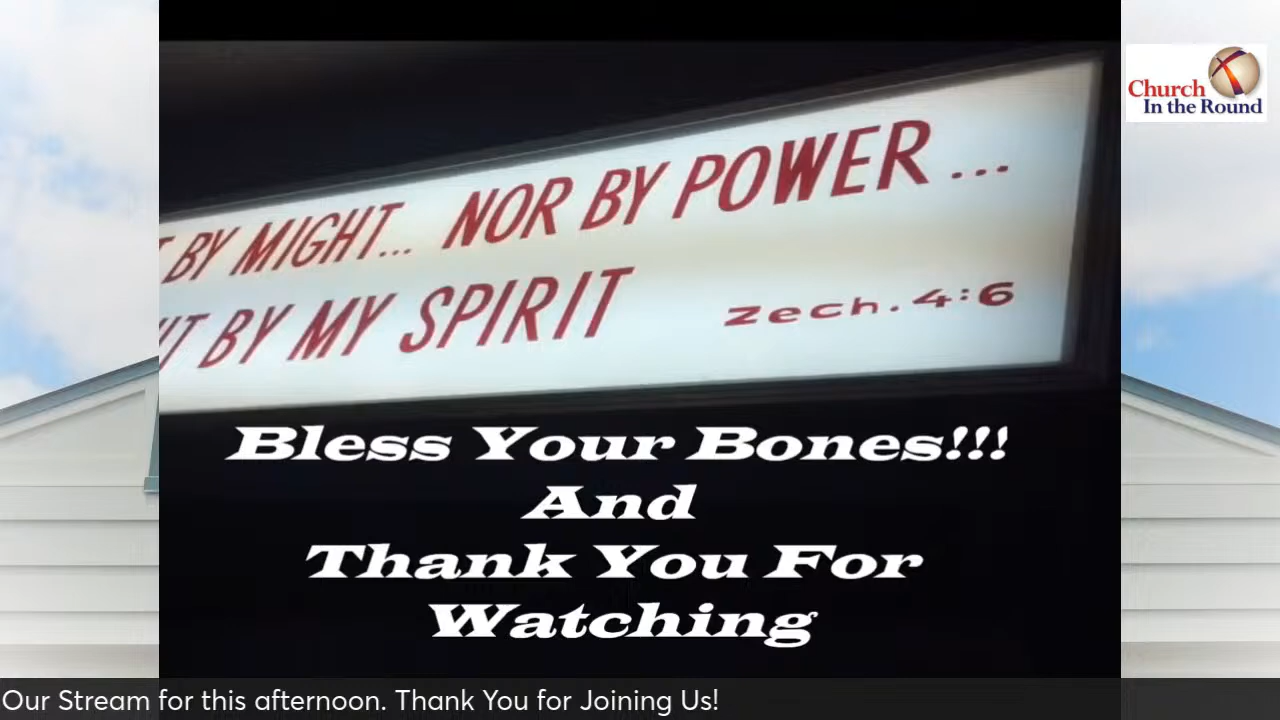 BY MIGHT... NOR BY POWER...
BY MY SPIRIT Zech. 4:6
Bless Your Bones!!!
And
Thank You For
Watching
Church
In the Round
Our Stream for this afternoon. Thank You for Joining Us!